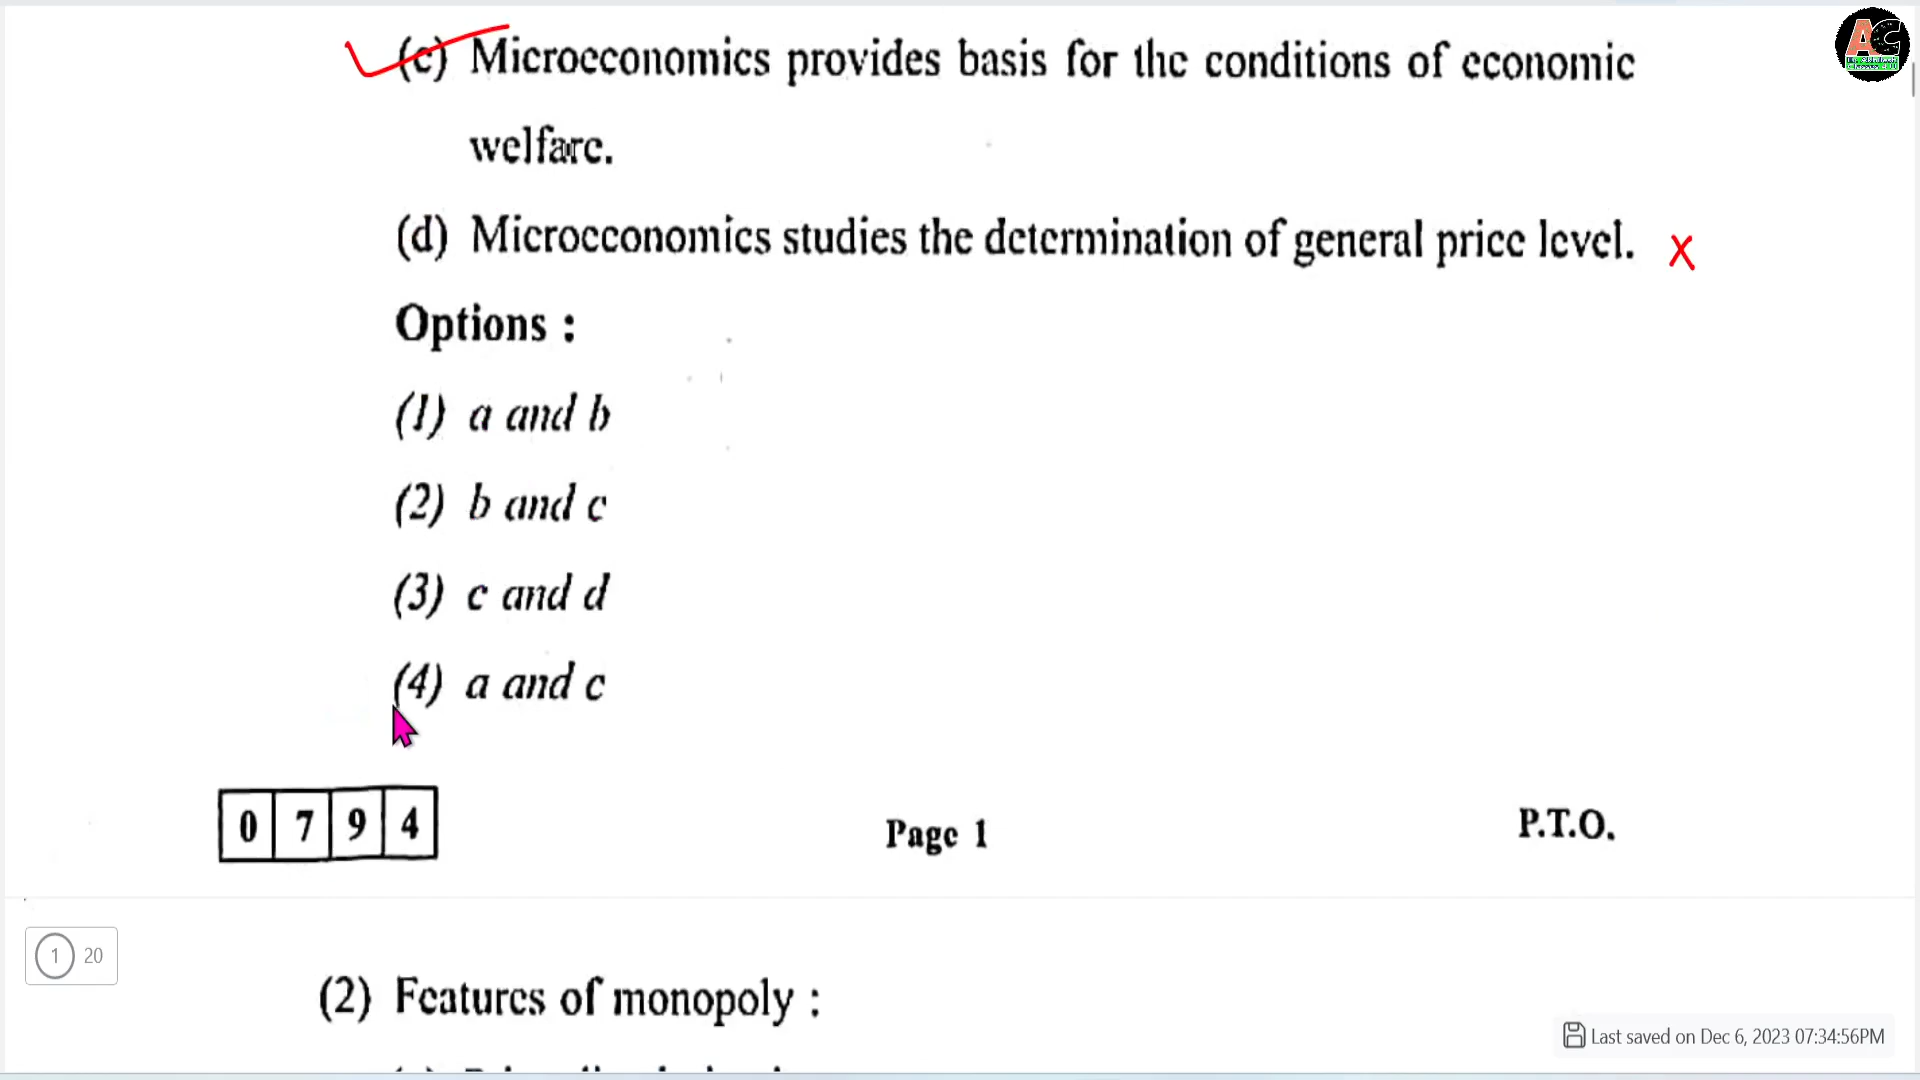 (c) Microeconomics provides basis for the conditions of economic
welfare.
(d) Microeconomics studies the determination of general price level. X
Options :
(1) a and b
(2) b and c
(3) c and d
(4) a and c
0 7 9 4
Page 1
P.T.O.
1 20
(2) Features of monopoly :
Last saved on Dec 6, 2023 07:34:56PM
AC